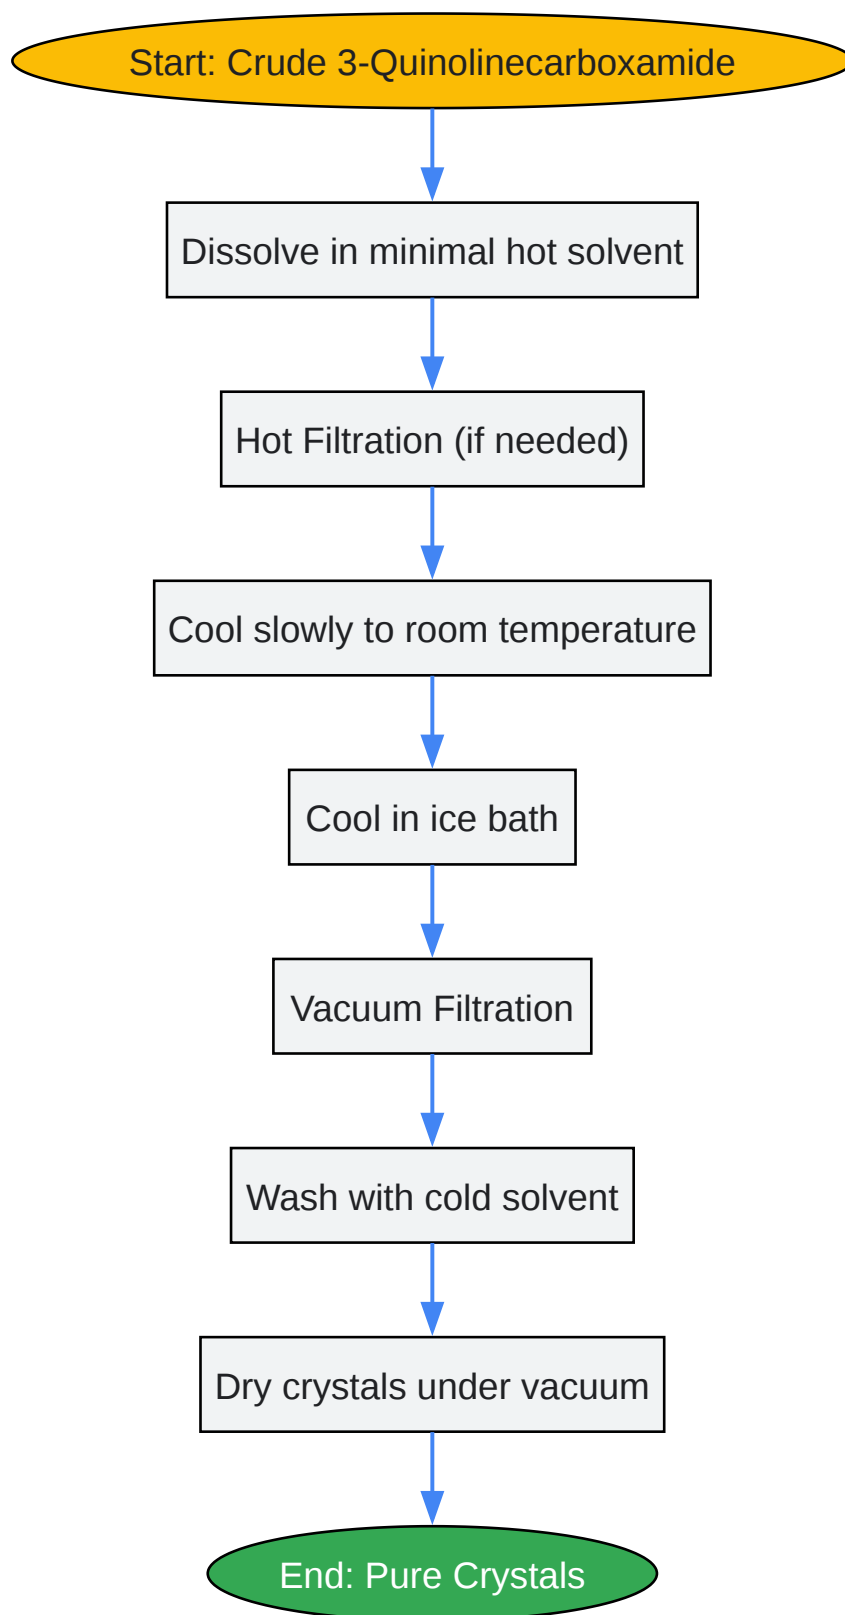 Start: Crude 3-Quinolinecarboxamide
Dissolve in minimal hot solvent
Hot Filtration (if needed)
Cool slowly to room temperature
Cool in ice bath
Vacuum Filtration
Wash with cold solvent
Dry crystals under vacuum
End: Pure Crystals